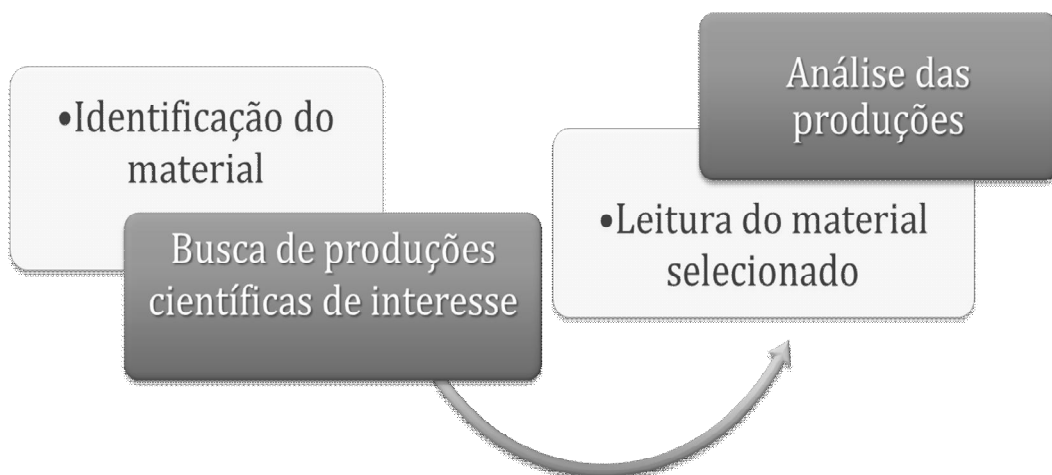 •Identificação do
material
Busca de produções
científicas de interesse
Análise das
produções
•Leitura do material
selecionado